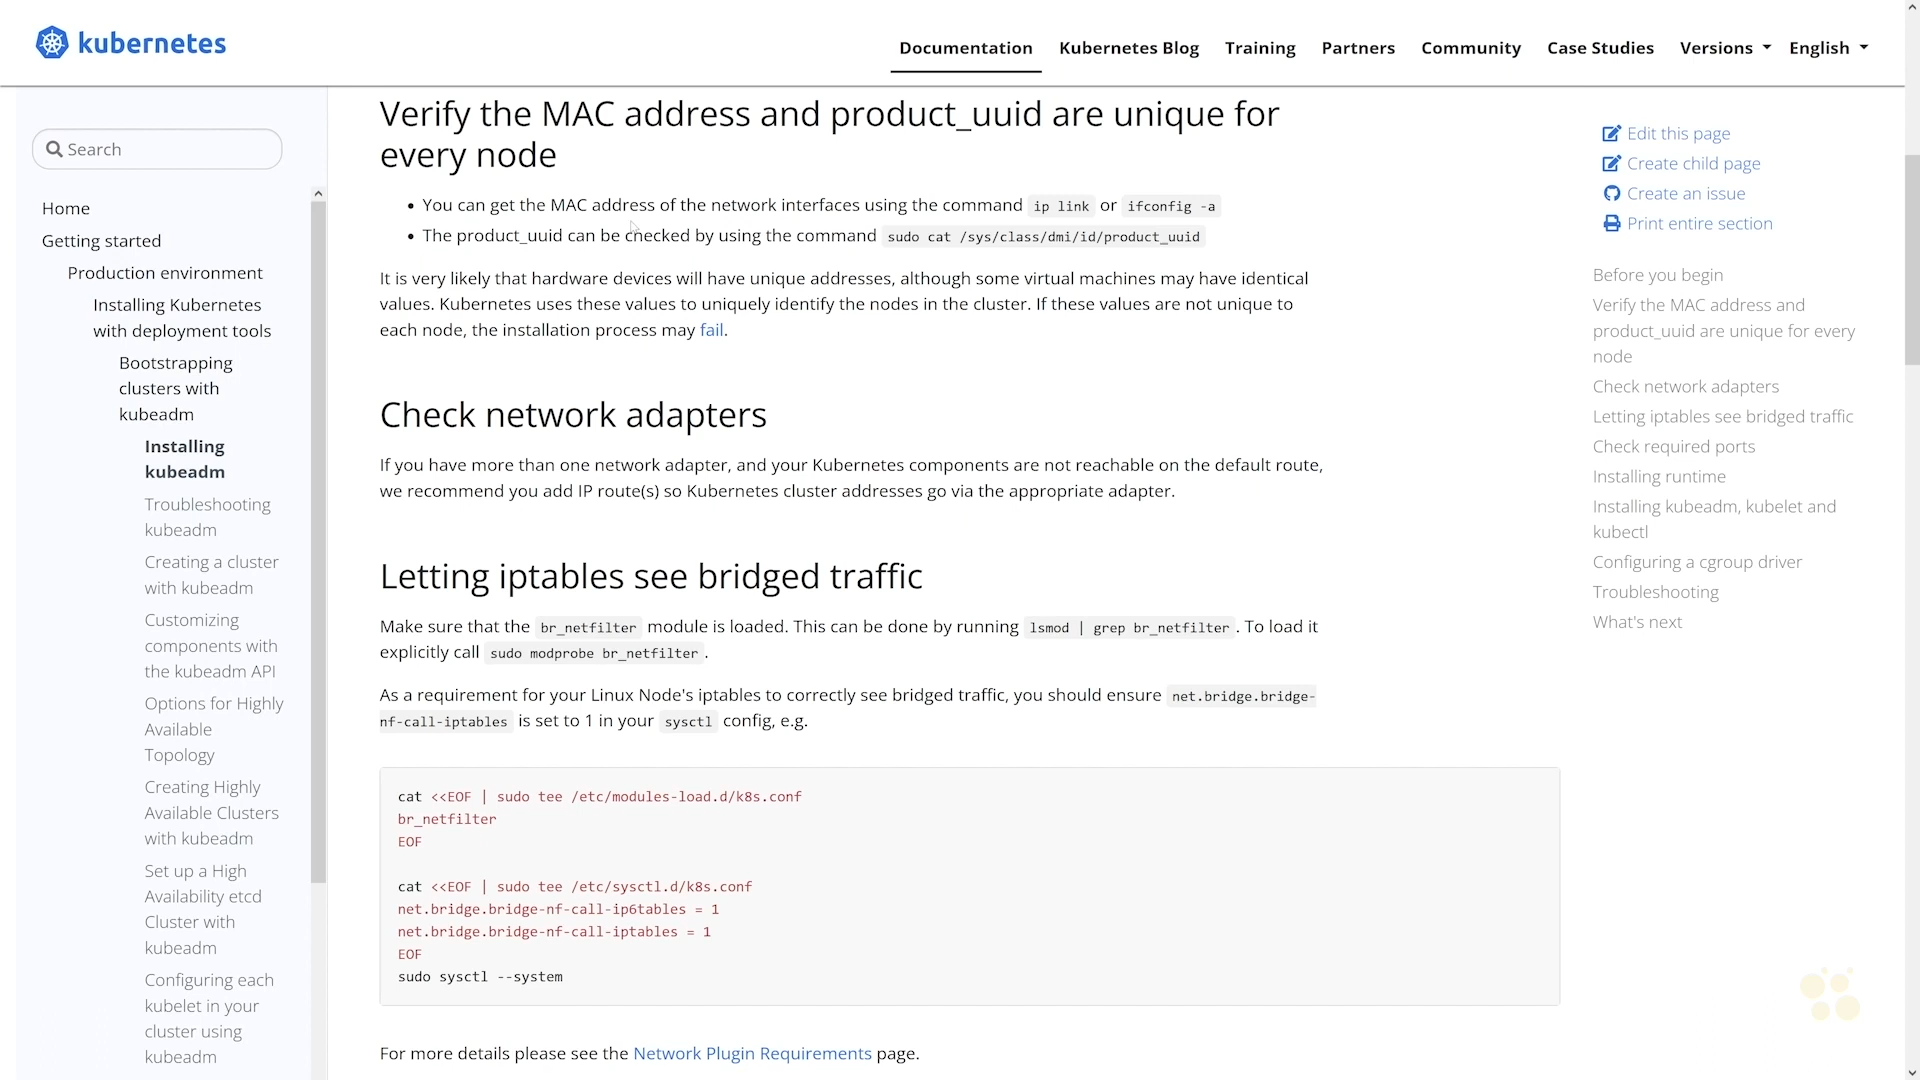 kubernetes
Documentation Kubernetes Blog Training Partners Community Case Studies Versions English
Search
Home
Getting started
Production environment
Installing Kubernetes
with deployment tools
Bootstrapping
clusters with
kubeadm
Installing
kubeadm
Troubleshooting
kubeadm
Creating a cluster
with kubeadm
Customizing
components with
the kubeadm API
Options for Highly
Available
Topology
Creating Highly
Available Clusters
with kubeadm
Set up a High
Availability etcd
Cluster with
kubeadm
Configuring each
kubelet in your
cluster using
kubeadm
Verify the MAC address and product_uuid are unique for
every node
• You can get the MAC address of the network interfaces using the command ip link or ifconfig -a
• The product_uuid can be checked by using the command sudo cat /sys/class/dmi/id/product_uuid
It is very likely that hardware devices will have unique addresses, although some virtual machines may have identical
values. Kubernetes uses these values to uniquely identify the nodes in the cluster. If these values are not unique to
each node, the installation process may fail.
Check network adapters
If you have more than one network adapter, and your Kubernetes components are not reachable on the default route,
we recommend you add IP route(s) so Kubernetes cluster addresses go via the appropriate adapter.
Letting iptables see bridged traffic
Make sure that the br_netfilter module is loaded. This can be done by running lsmod | grep br_netfilter. To load it
explicitly call sudo modprobe br_netfilter.
As a requirement for your Linux Node's iptables to correctly see bridged traffic, you should ensure net.bridge.bridge-
nf-call-iptables is set to 1 in your sysctl config, e.g.
cat <<EOF | sudo tee /etc/modules-load.d/k8s.conf
br_netfilter
EOF
cat <<EOF | sudo tee /etc/sysctl.d/k8s.conf
net.bridge.bridge-nf-call-ip6tables = 1
net.bridge.bridge-nf-call-iptables = 1
EOF
sudo sysctl --system
For more details please see the Network Plugin Requirements page.
Edit this page
Create child page
Create an issue
Print entire section
Before you begin
Verify the MAC address and
product_uuid are unique for every
node
Check network adapters
Letting iptables see bridged traffic
Check required ports
Installing runtime
Installing kubeadm, kubelet and
kubectl
Configuring a cgroup driver
Troubleshooting
What's next